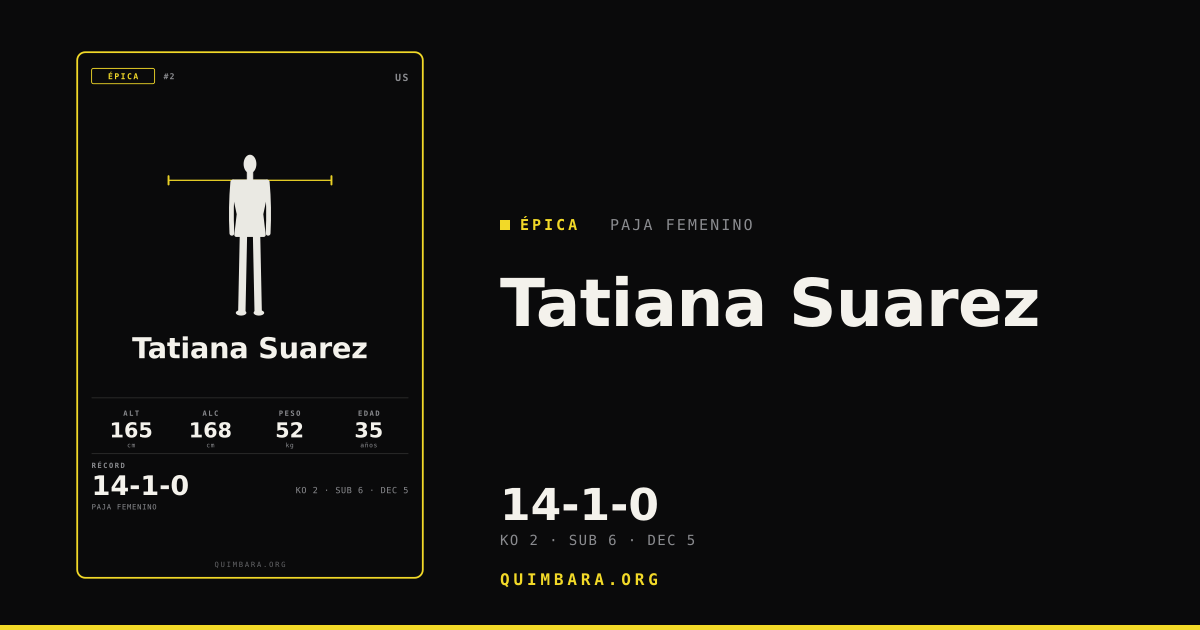 ÉPICA #2 US
Tatiana Suarez
ALT ALC PESO EDAD
165 168 52 35
cm cm kg años
RÉCORD
14-1-0 KO 2 · SUB 6 · DEC 5
PAJA FEMENINO
QUIMBARA.ORG
ÉPICA PAJA FEMENINO
Tatiana Suarez
14-1-0
KO 2 · SUB 6 · DEC 5
QUIMBARA.ORG